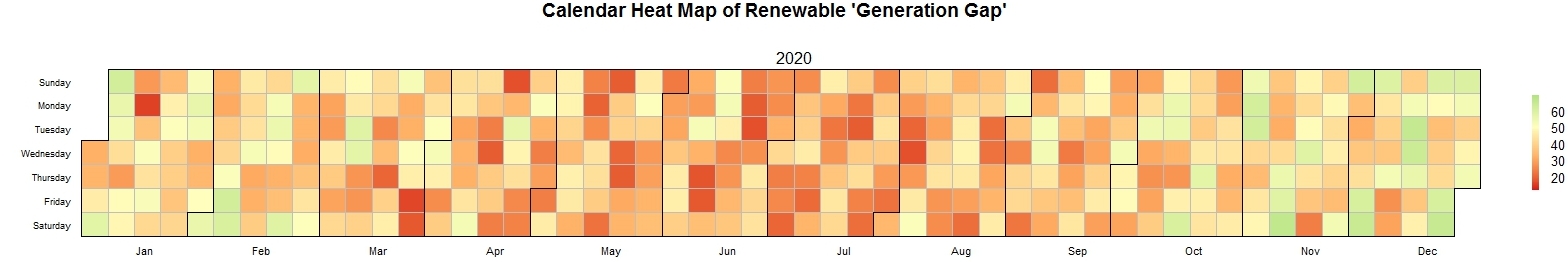 Calendar Heat Map of Renewable 'Generation Gap'
2020
Sunday
Monday
Tuesday
Wednesday
Thursday
Friday
Saturday
60
50
40
30
20
Jan Feb Mar Apr May Jun Jul Aug Sep Oct Nov Dec